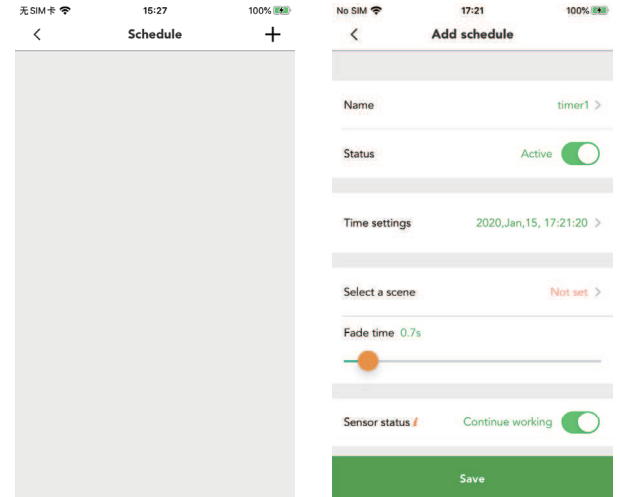 无SIM卡 15:27 100%
Schedule
No SIM 17:21 100%
Add schedule
Name timer1
Status Active
Time settings 2020,Jan,15, 17:21:20
Select a scene Not set
Fade time 0.7s
Sensor status i Continue working
Save